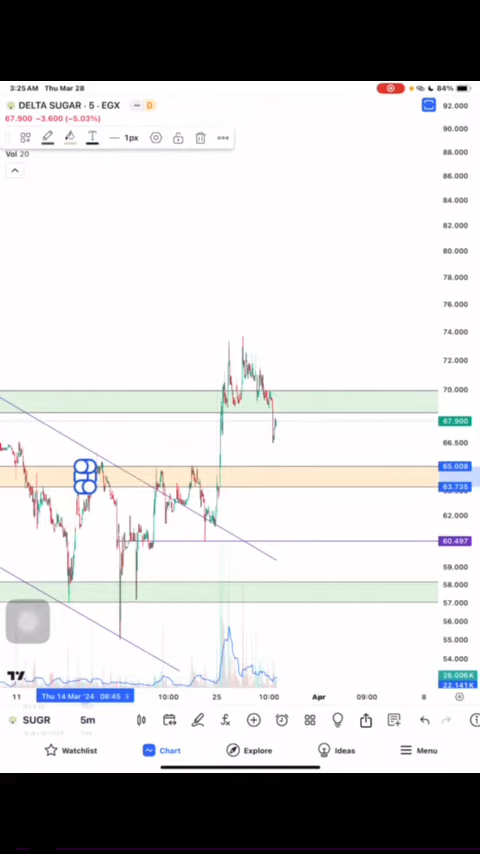 3:25 AM Thu Mar 28
84%
DELTA SUGAR · 5 · EGX
D
67.900 −3.600 (−5.03%)
1px
Vol 20
92.000
90.000
88.000
86.000
84.000
82.000
80.000
78.000
76.000
74.000
72.000
70.000
67.900
66.500
65.008
63.735
62.000
60.497
59.000
58.000
57.000
56.000
55.000
54.000
26.006K
22.141K
11
Thu 14 Mar '24 08:45
10:00
25
10:00
Apr
09:00
8
SUGR
5m
Watchlist
Chart
Explore
Ideas
Menu